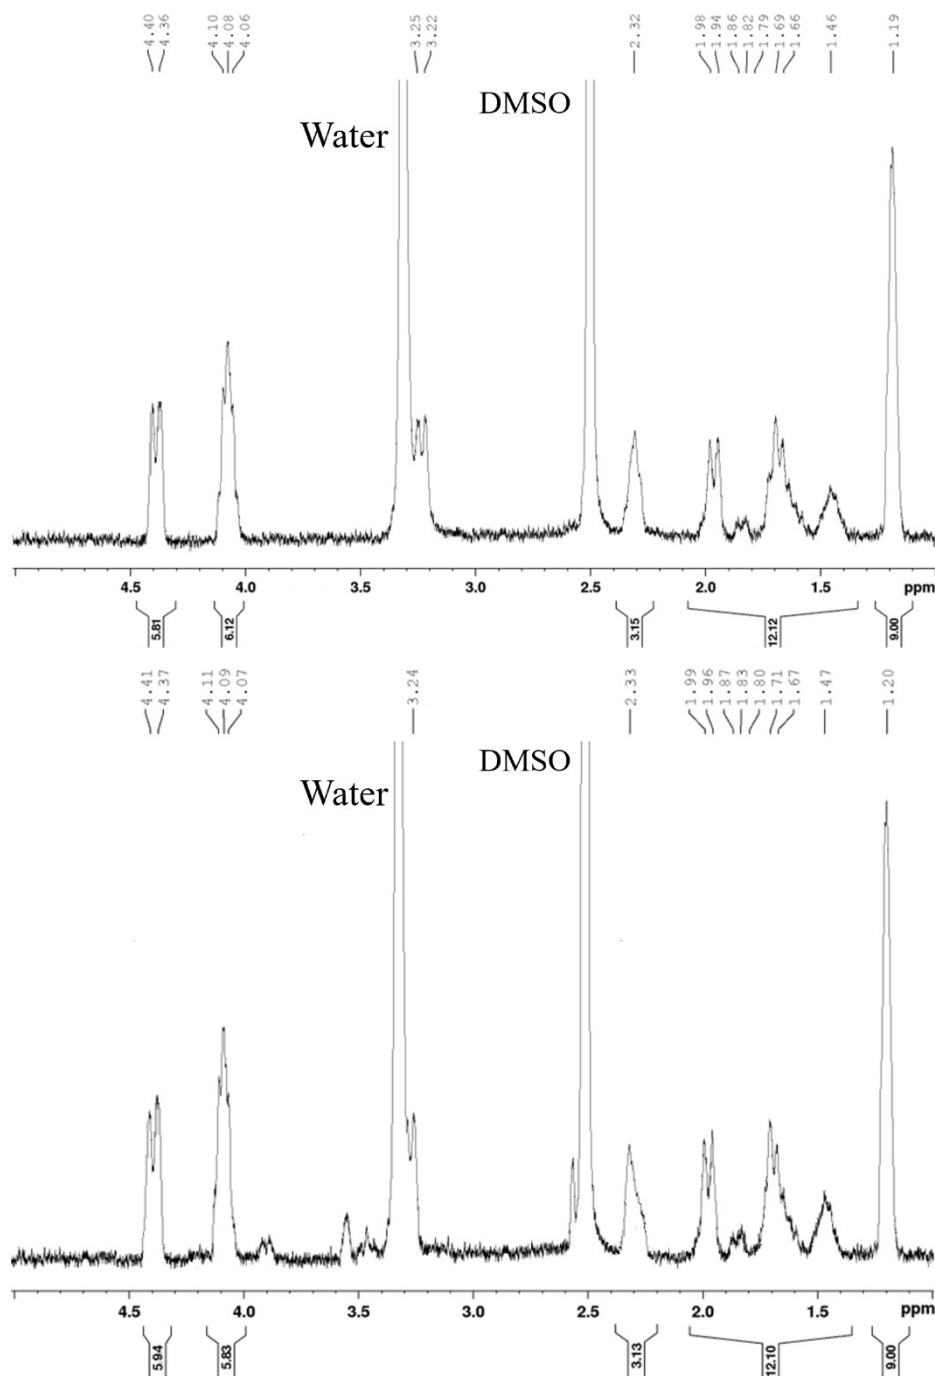 4.40 4.36 4.10 4.08 4.06 3.25 3.22 2.32 1.98 1.94 1.86 1.82 1.79 1.69 1.66 1.46 1.19
DMSO
Water
4.5 4.0 3.5 3.0 2.5 2.0 1.5 ppm
5.81 6.12 3.15 12.12 9.00
4.41 4.37 4.11 4.09 4.07 3.24 2.33 1.99 1.96 1.87 1.83 1.80 1.71 1.67 1.47 1.20
DMSO
Water
4.5 4.0 3.5 3.0 2.5 2.0 1.5 ppm
5.94 5.83 3.13 12.10 9.00